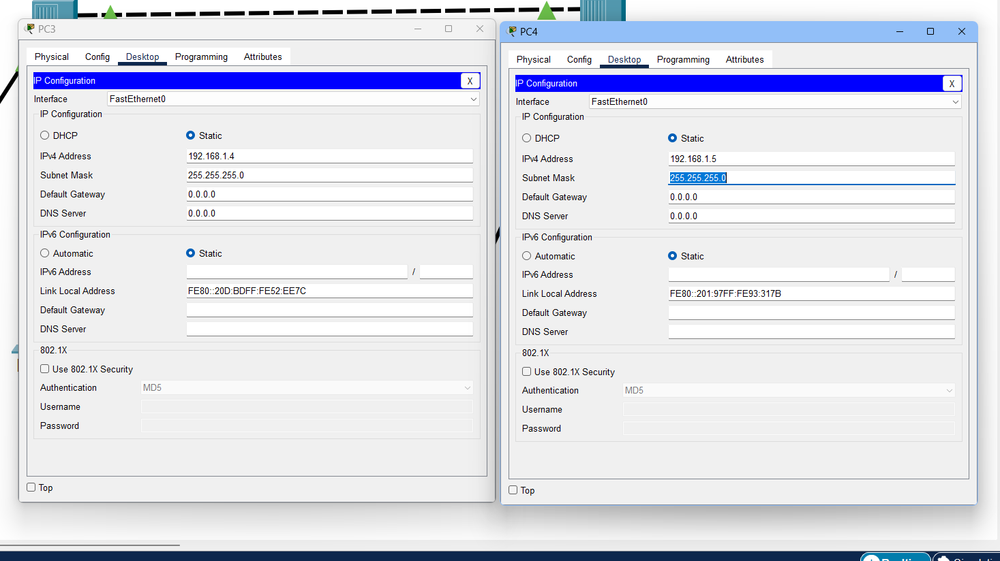 PC3
Physical Config Desktop Programming Attributes
IP Configuration X
Interface FastEthernet0
IP Configuration
DHCP Static
IPv4 Address 192.168.1.4
Subnet Mask 255.255.255.0
Default Gateway 0.0.0.0
DNS Server 0.0.0.0
IPv6 Configuration
Automatic Static
IPv6 Address /
Link Local Address FE80::20D:BDFF:FE52:EE7C
Default Gateway
DNS Server
802.1X
Use 802.1X Security
Authentication MD5
Username
Password
Top
PC4
Physical Config Desktop Programming Attributes
IP Configuration X
Interface FastEthernet0
IP Configuration
DHCP Static
IPv4 Address 192.168.1.5
Subnet Mask 255.255.255.0
Default Gateway 0.0.0.0
DNS Server 0.0.0.0
IPv6 Configuration
Automatic Static
IPv6 Address /
Link Local Address FE80::201:97FF:FE93:317B
Default Gateway
DNS Server
802.1X
Use 802.1X Security
Authentication MD5
Username
Password
Top